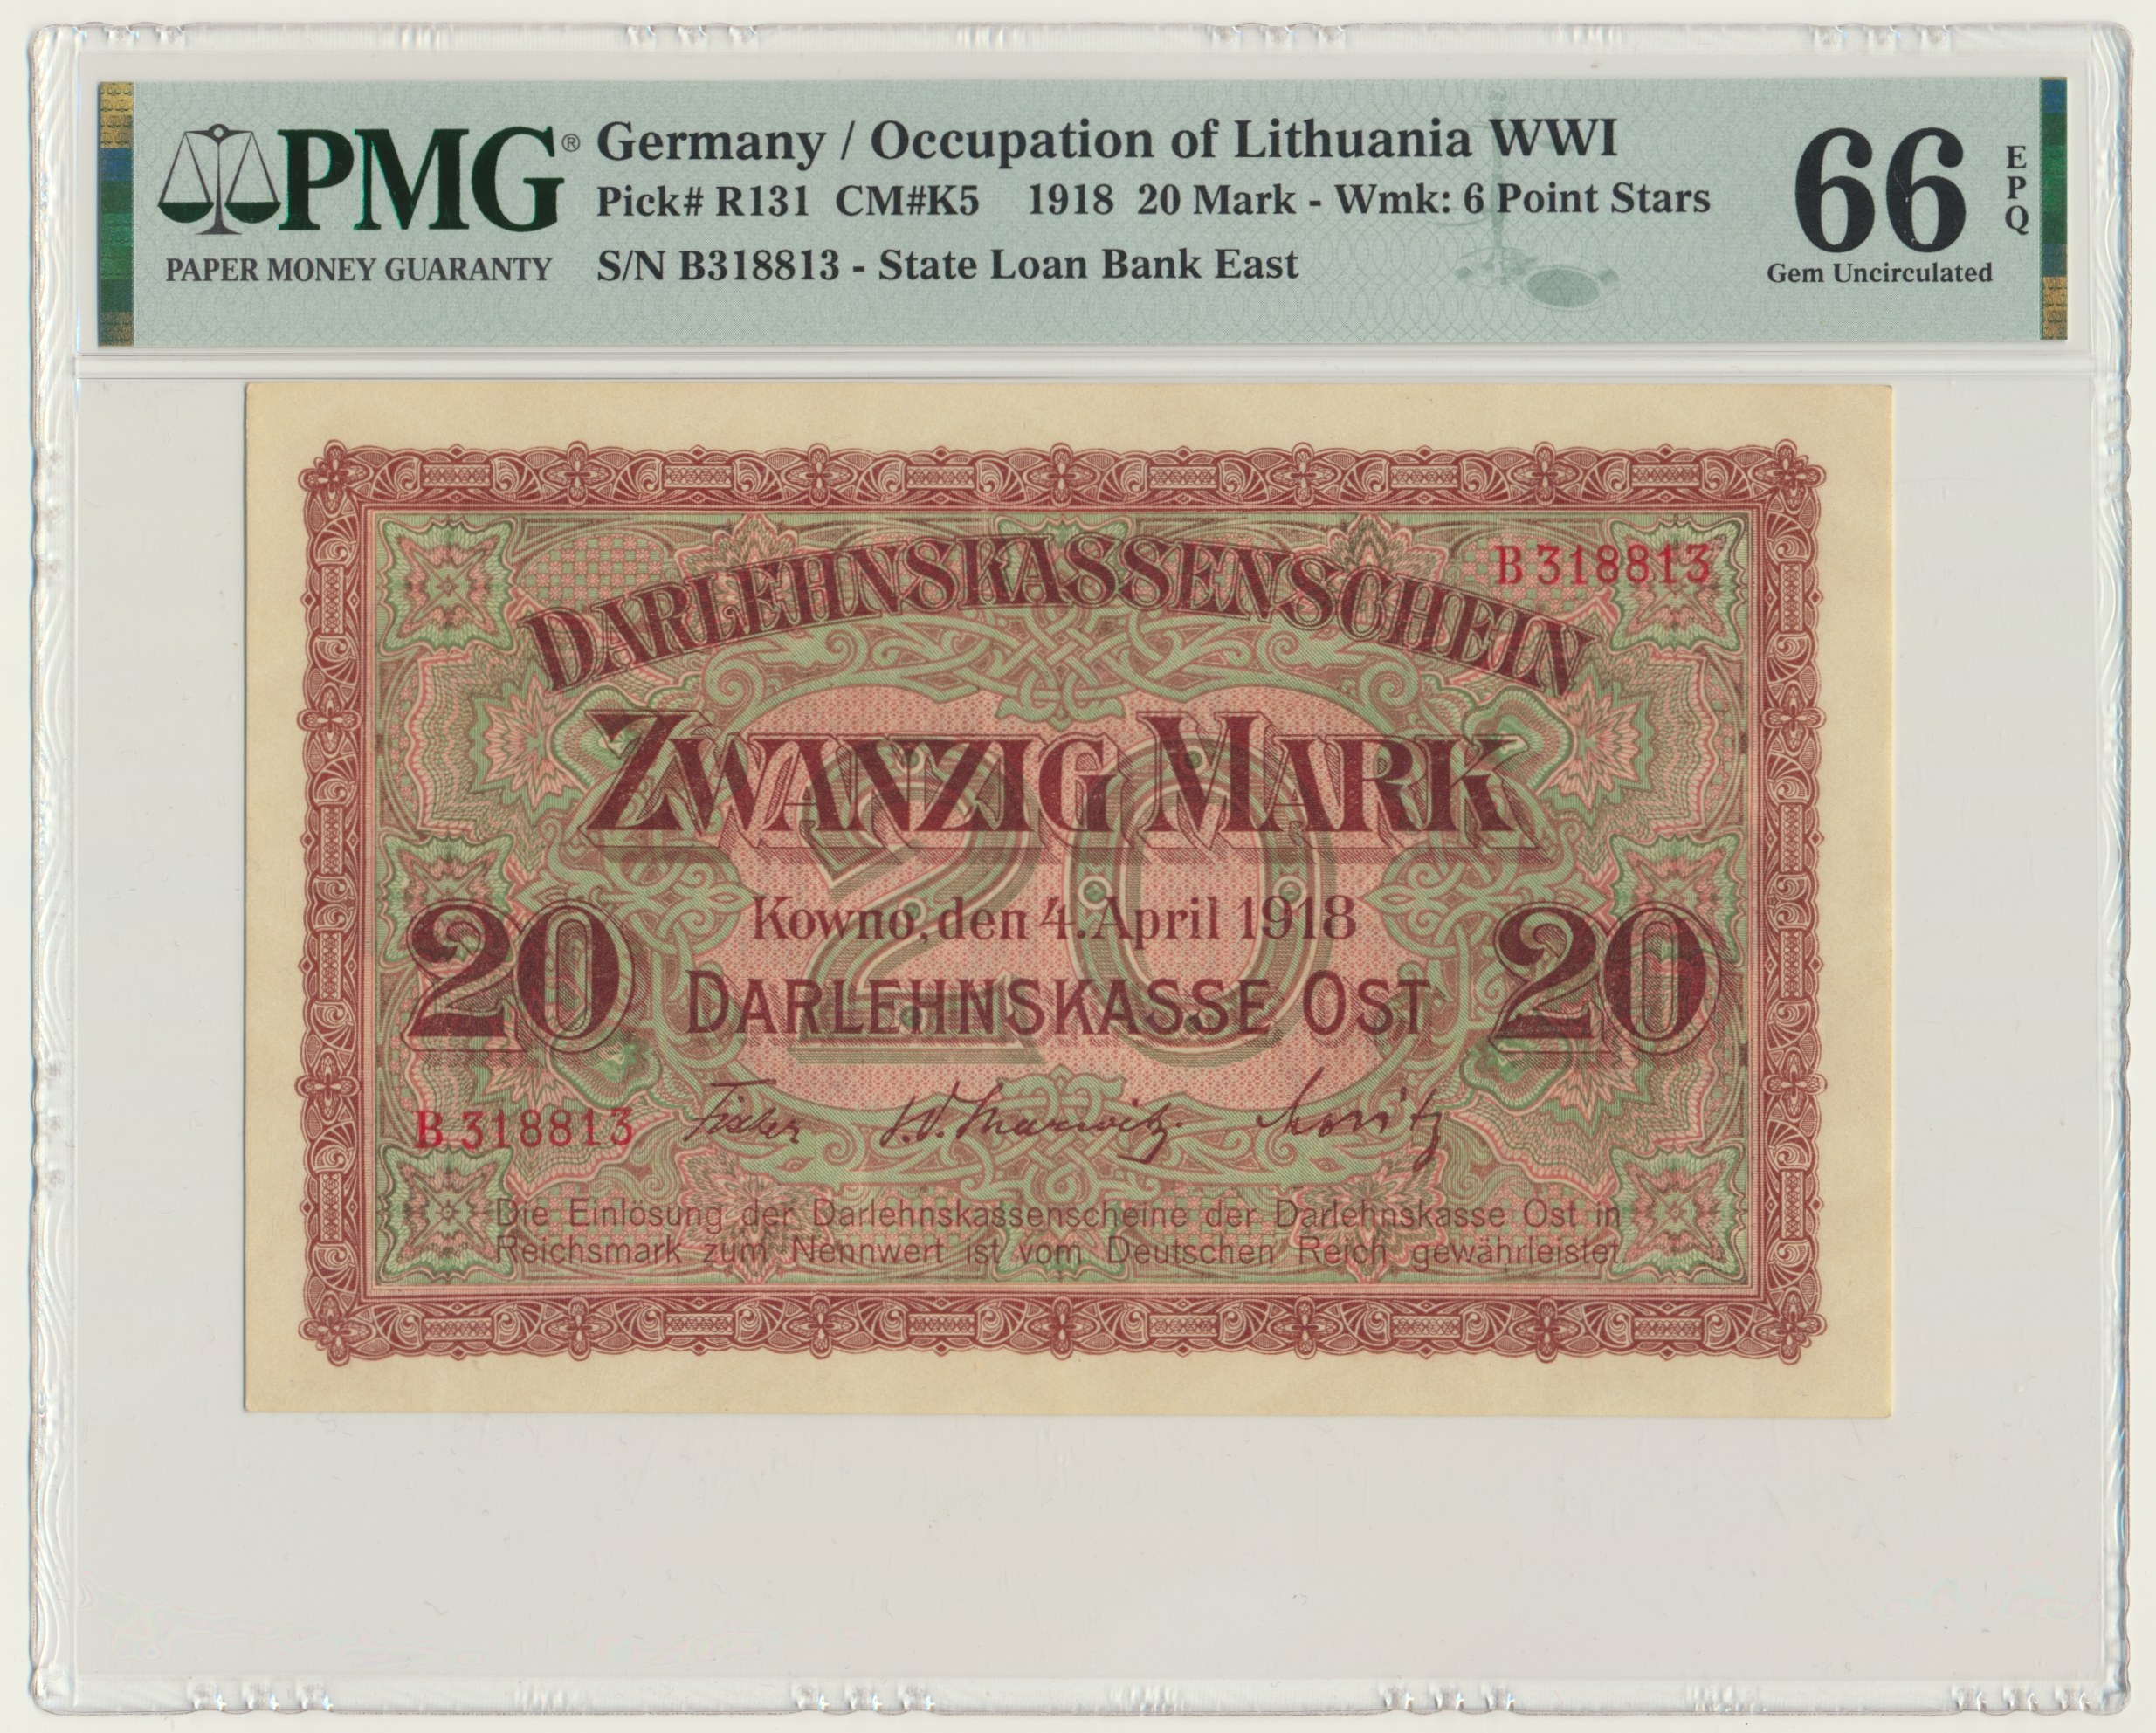 PMG®
PAPER MONEY GUARANTY
Germany / Occupation of Lithuania WWI
Pick# R131 CM#K5 1918 20 Mark - Wmk: 6 Point Stars
S/N B318813 - State Loan Bank East
66
EPQ
Gem Uncirculated
DARLEHNSKASSENSCHEIN
B 318813
ZWANZIG MARK
20
Kowno, den 4. April 1918
20
20
DARLEHNSKASSE OST
B 318813
Fischer
Moritz
Die Einlösung der Darlehnskassenscheine der Darlehnskasse Ost in
Reichsmark zum Nennwert ist vom Deutschen Reich gewährleistet